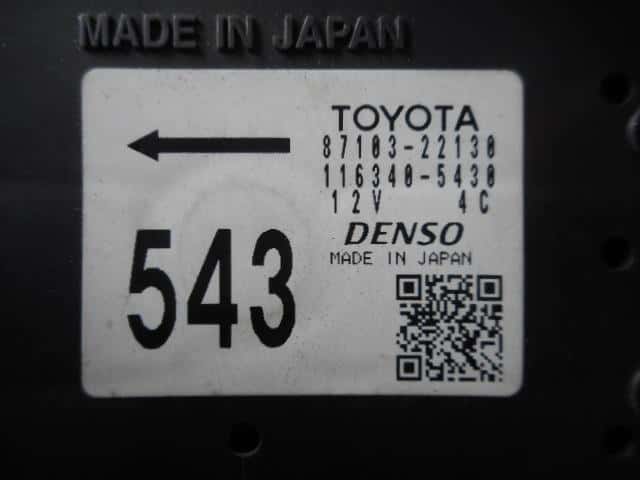 MADE IN JAPAN
TOYOTA
87103-22130
116340-5430
12V 4C
DENSO
MADE IN JAPAN
543